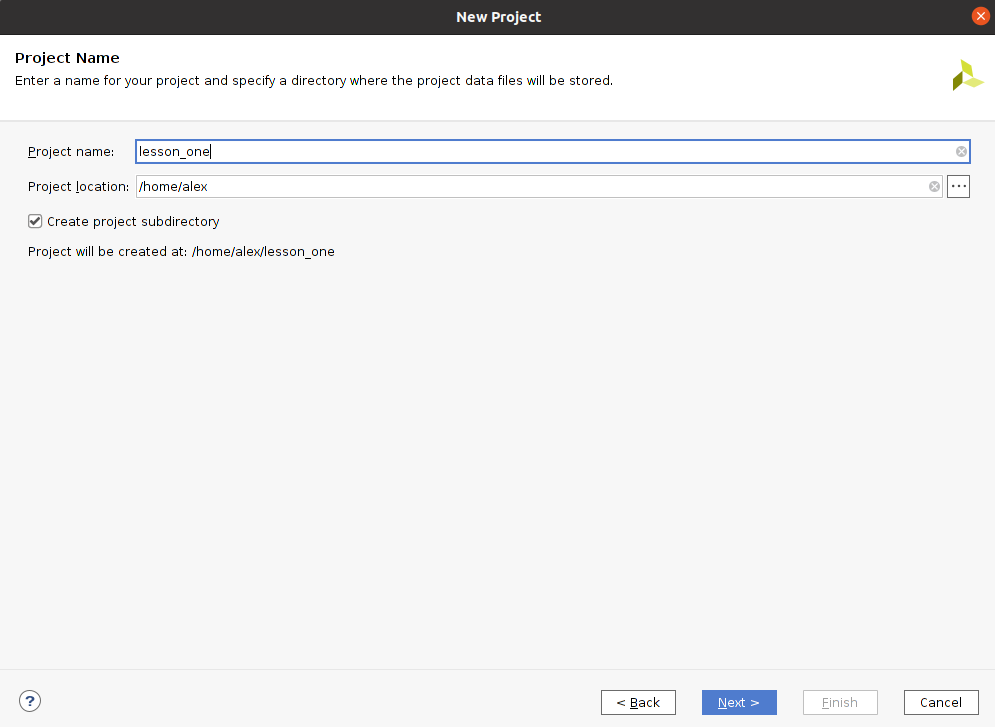 New Project
Project Name
Enter a name for your project and specify a directory where the project data files will be stored.
Project name: lesson_one
Project location: /home/alex ...
Create project subdirectory
Project will be created at: /home/alex/lesson_one
? < Back Next > Finish Cancel